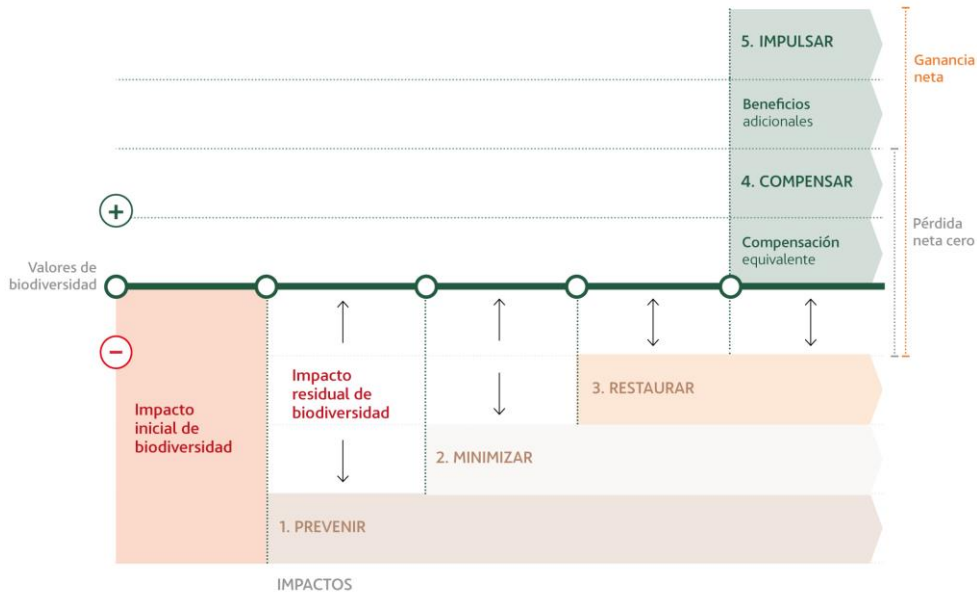 5. IMPULSAR
Ganancia
neta
Beneficios
adicionales
4. COMPENSAR
+
Pérdida
neta cero
Compensación
equivalente
Valores de
biodiversidad
−
Impacto
inicial de
biodiversidad
Impacto
residual de
biodiversidad
3. RESTAURAR
2. MINIMIZAR
1. PREVENIR
IMPACTOS